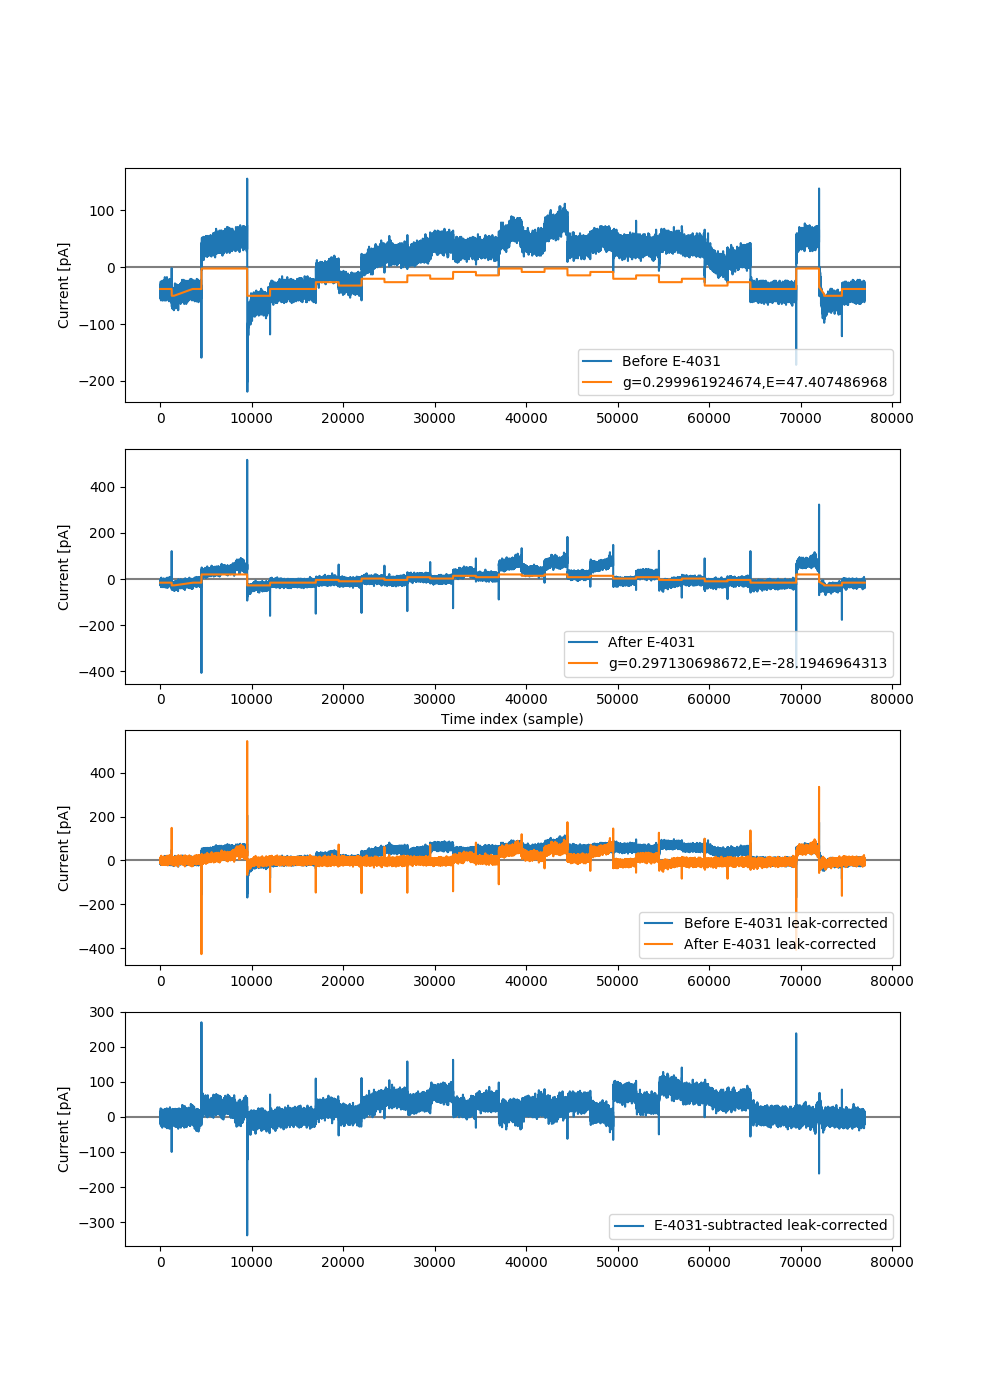 100
0
−100
−200
Current [pA]
Before E-4031
g=0.299961924674,E=47.407486968
0 10000 20000 30000 40000 50000 60000 70000 80000
400
200
0
−200
−400
Current [pA]
After E-4031
g=0.297130698672,E=-28.1946964313
0 10000 20000 30000 40000 50000 60000 70000 80000
Time index (sample)
400
200
0
−200
−400
Current [pA]
Before E-4031 leak-corrected
After E-4031 leak-corrected
0 10000 20000 30000 40000 50000 60000 70000 80000
300
200
100
0
−100
−200
−300
Current [pA]
E-4031-subtracted leak-corrected
0 10000 20000 30000 40000 50000 60000 70000 80000